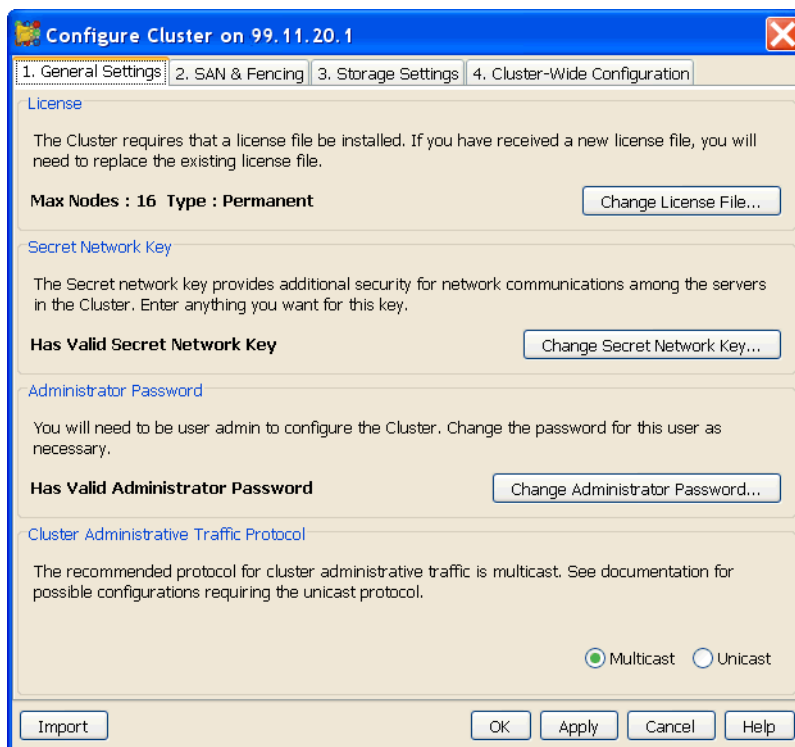 Configure Cluster on 99.11.20.1
1. General Settings 2. SAN & Fencing 3. Storage Settings 4. Cluster-Wide Configuration
License
The Cluster requires that a license file be installed. If you have received a new license file, you will
need to replace the existing license file.
Max Nodes : 16 Type : Permanent Change License File...
Secret Network Key
The Secret network key provides additional security for network communications among the servers
in the Cluster. Enter anything you want for this key.
Has Valid Secret Network Key Change Secret Network Key...
Administrator Password
You will need to be user admin to configure the Cluster. Change the password for this user as
necessary.
Has Valid Administrator Password Change Administrator Password...
Cluster Administrative Traffic Protocol
The recommended protocol for cluster administrative traffic is multicast. See documentation for
possible configurations requiring the unicast protocol.
Multicast Unicast
Import OK Apply Cancel Help